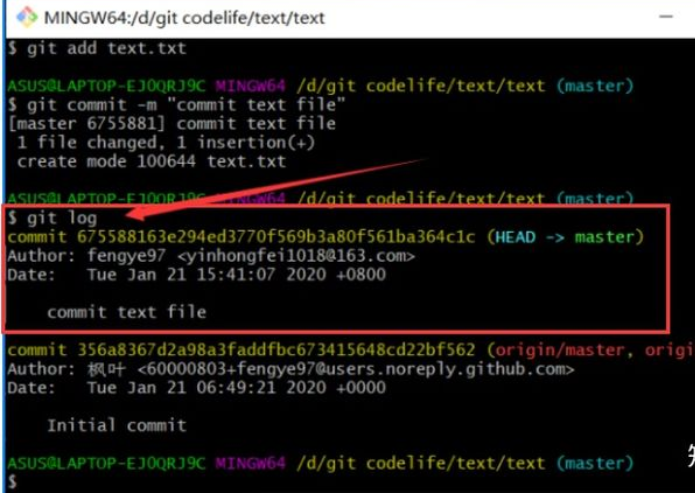 MINGW64:/d/git codelife/text/text
$ git add text.txt
ASUS@LAPTOP-EJ0QRJ9C MINGW64 /d/git codelife/text/text (master)
$ git commit -m "commit text file"
[master 6755881] commit text file
 1 file changed, 1 insertion(+)
 create mode 100644 text.txt
ASUS@LAPTOP-EJ0QRJ9C MINGW64 /d/git codelife/text/text (master)
$ git log
commit 675588163e294ed3770f569b3a80f561ba364c1c (HEAD -> master)
Author: fengye97 <yinhongfei1018@163.com>
Date:   Tue Jan 21 15:41:07 2020 +0800
    commit text file
commit 356a8367d2a98a3faddfbc673415648cd22bf562 (origin/master, origi
Author: 枫叶 <60000803+fengye97@users.noreply.github.com>
Date:   Tue Jan 21 06:49:21 2020 +0000
    Initial commit
ASUS@LAPTOP-EJ0QRJ9C MINGW64 /d/git codelife/text/text (master)
$